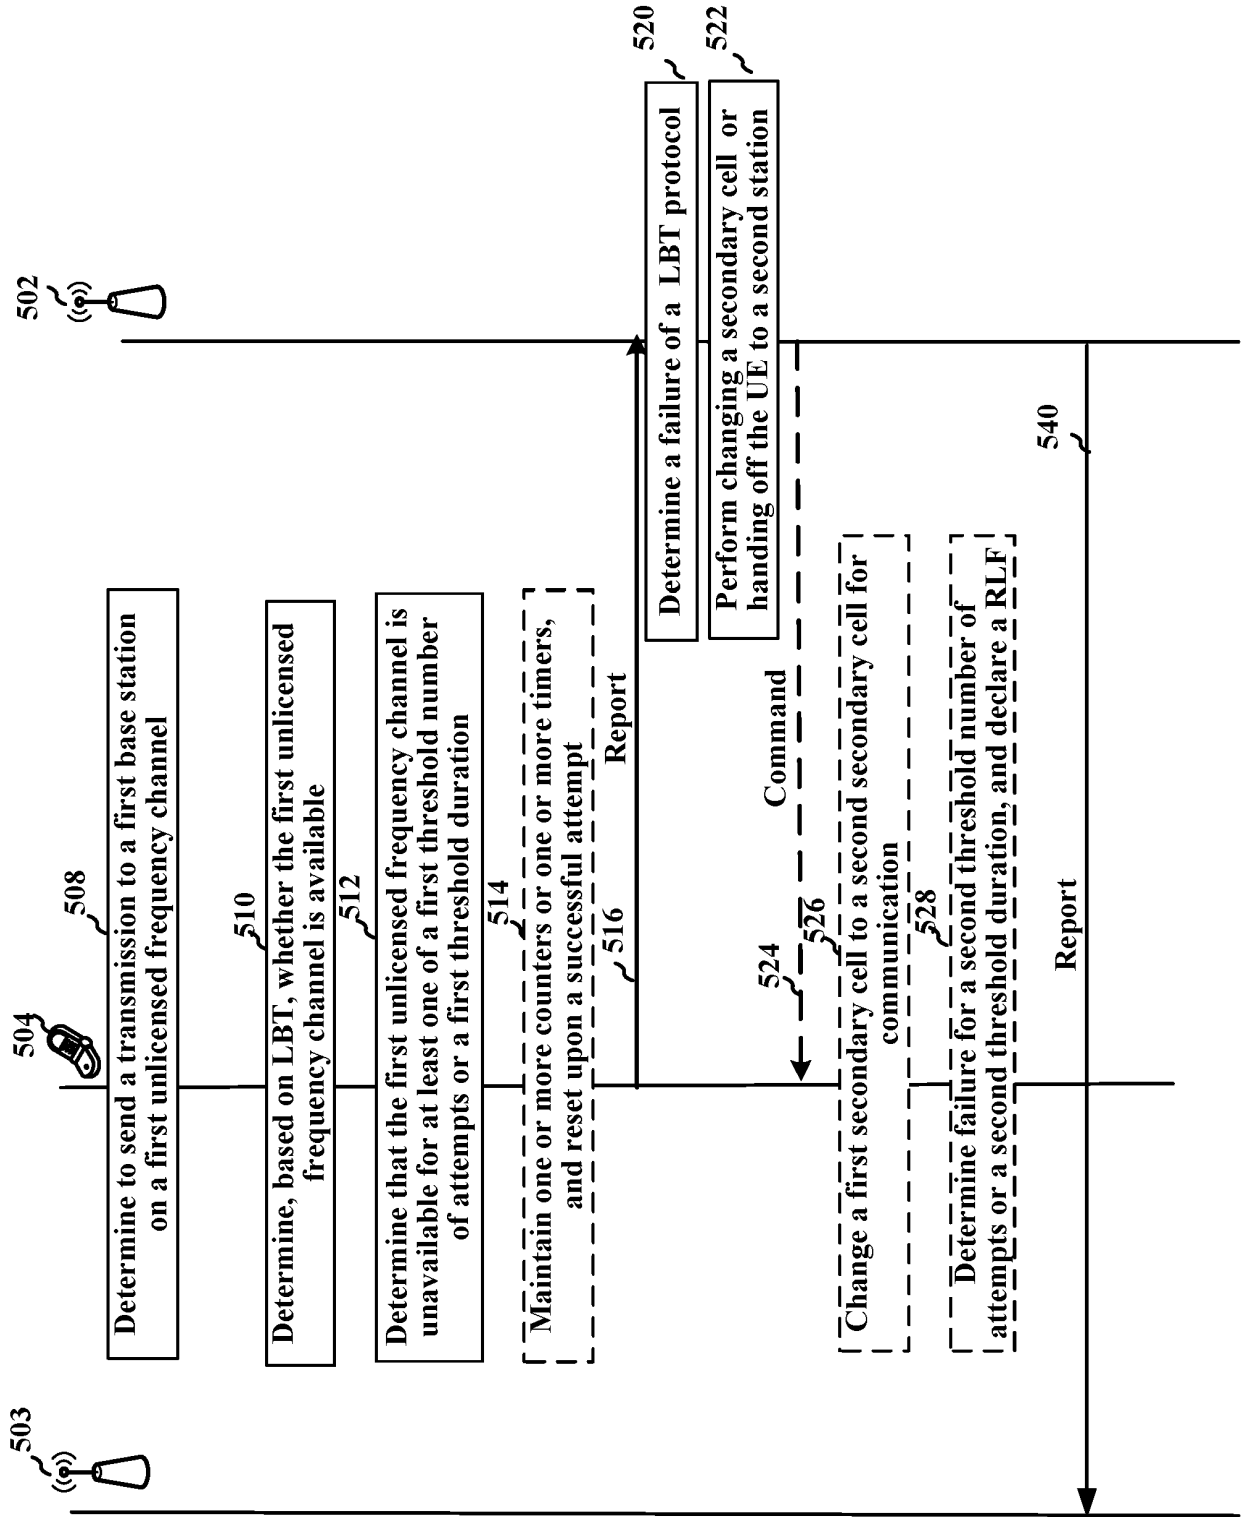 503
504
502
508
Determine to send a transmission to a first base station
on a first unlicensed frequency channel
510
Determine, based on LBT, whether the first unlicensed
frequency channel is available
512
Determine that the first unlicensed frequency channel is
unavailable for at least one of a first threshold number
of attempts or a first threshold duration
514
Maintain one or more counters or one or more timers,
and reset upon a successful attempt
516
Report
520
Determine a failure of a LBT protocol
522
Perform changing a secondary cell or
handing off the UE to a second station
Command
524
526
Change a first secondary cell to a second secondary cell for
communication
528
Determine failure for a second threshold number of
attempts or a second threshold duration, and declare a RLF
Report
540